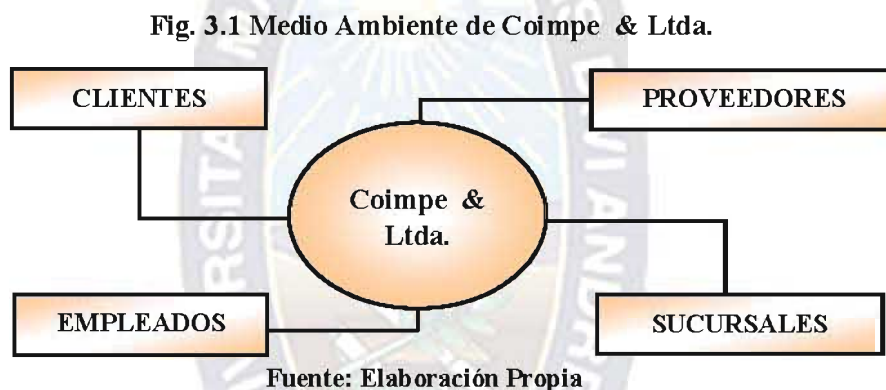 Fig. 3.1 Medio Ambiente de Coimpe & Ltda.
CLIENTES
PROVEEDORES
Coimpe &
Ltda.
EMPLEADOS
SUCURSALES
Fuente: Elaboración Propia